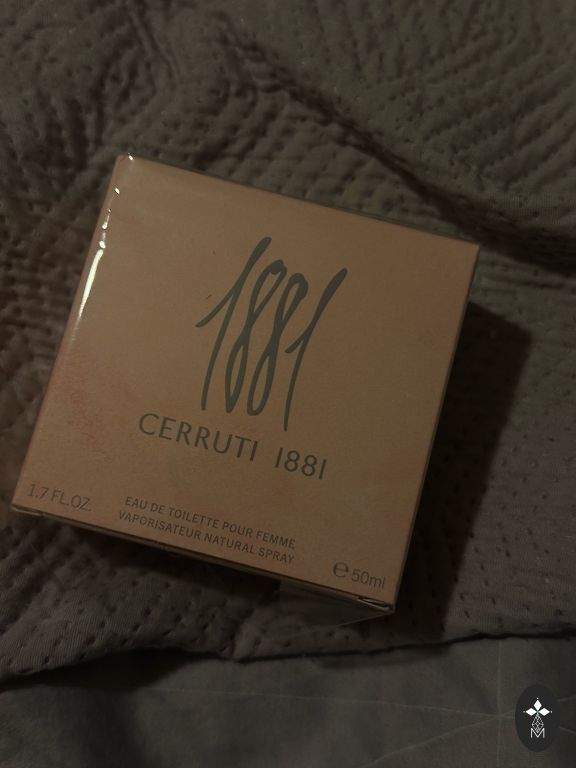 1881
CERRUTI 1881
1.7 FL.OZ.
EAU DE TOILETTE POUR FEMME
VAPORISATEUR NATURAL SPRAY
℮ 50ml
M